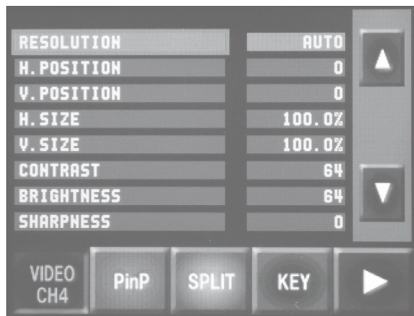 RESOLUTION AUTO
H.POSITION 0
V.POSITION 0
H.SIZE 100.0%
V.SIZE 100.0%
CONTRAST 64
BRIGHTNESS 64
SHARPNESS 0
VIDEO CH4 PinP SPLIT KEY